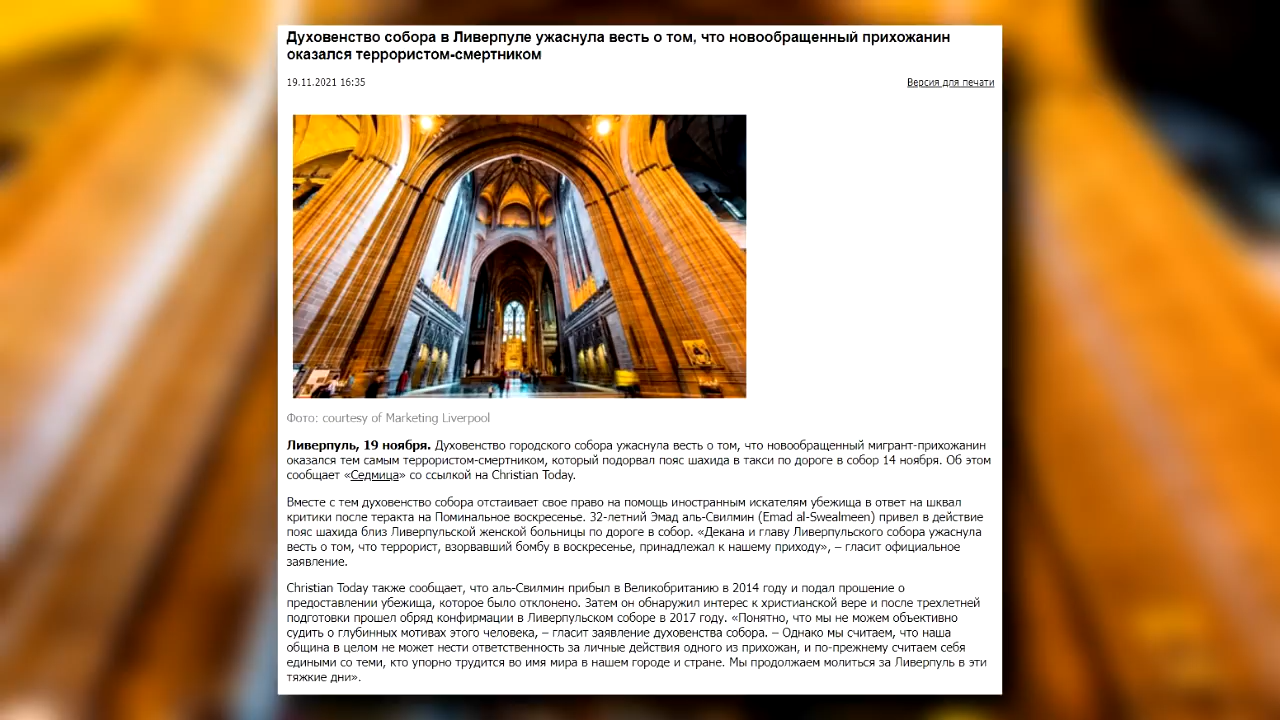 Духовенство собора в Ливерпуле ужаснула весть о том, что новообращенный прихожанин
оказался террористом-смертником
19.11.2021 16:35
Версия для печати
Фото: courtesy of Marketing Liverpool
Ливерпуль, 19 ноября. Духовенство городского собора ужаснула весть о том, что новообращенный мигрант-прихожанин
оказался тем самым террористом-смертником, который подорвал пояс шахида в такси по дороге в собор 14 ноября. Об этом
сообщает «Седмица» со ссылкой на Christian Today.
Вместе с тем духовенство собора отстаивает свое право на помощь иностранным искателям убежища в ответ на шквал
критики после теракта на Поминальное воскресенье. 32-летний Эмад аль-Свилмин (Emad al-Swealmeen) привел в действие
пояс шахида близ Ливерпульской женской больницы по дороге в собор. «Декана и главу Ливерпульского собора ужаснула
весть о том, что террорист, взорвавший бомбу в воскресенье, принадлежал к нашему приходу», – гласит официальное
заявление.
Christian Today также сообщает, что аль-Свилмин прибыл в Великобританию в 2014 году и подал прошение о
предоставлении убежища, которое было отклонено. Затем он обнаружил интерес к христианской вере и после трехлетней
подготовки прошел обряд конфирмации в Ливерпульском соборе в 2017 году. «Понятно, что мы не можем объективно
судить о глубинных мотивах этого человека, – гласит заявление духовенства собора. – Однако мы считаем, что наша
община в целом не может нести ответственность за личные действия одного из прихожан, и по-прежнему считаем себя
едиными со теми, кто упорно трудится во имя мира в нашем городе и стране. Мы продолжаем молиться за Ливерпуль в эти
тяжкие дни».